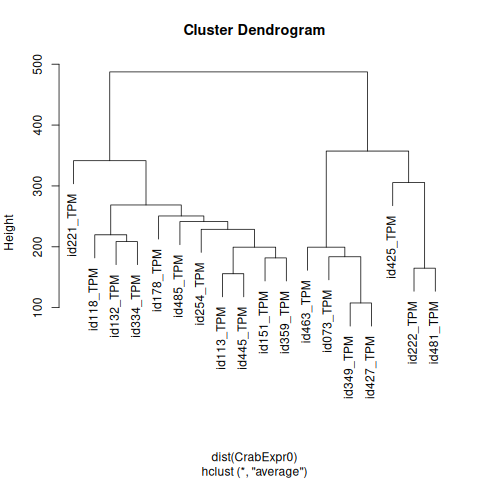 Cluster Dendrogram
Height
500
400
300
200
100
id221_TPM
id118_TPM
id132_TPM
id334_TPM
id178_TPM
id485_TPM
id254_TPM
id113_TPM
id445_TPM
id151_TPM
id359_TPM
id463_TPM
id073_TPM
id349_TPM
id427_TPM
id425_TPM
id222_TPM
id481_TPM
dist(CrabExpr0)
hclust (*, "average")